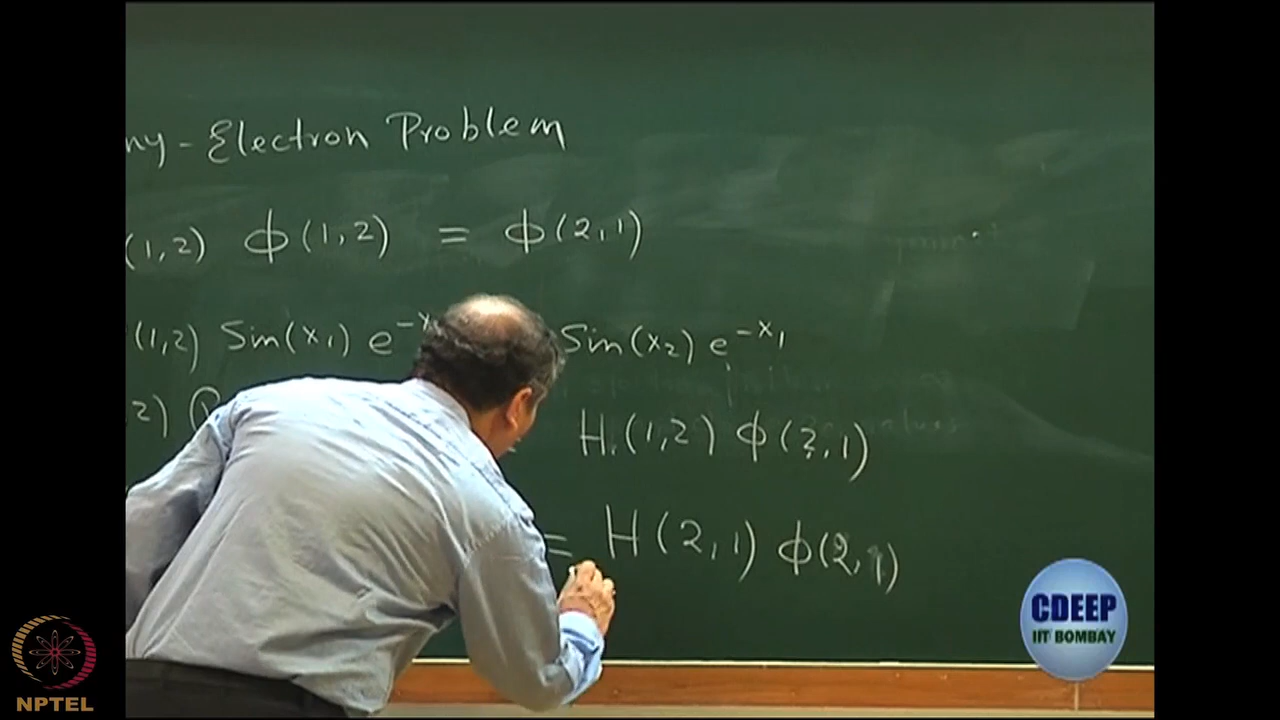 ny - Electron Problem
(1,2) ϕ(1,2) = ϕ(2,1)
(1,2) Sin(x₁) e⁻ˣ Sin(x₂) e^{-x₁}
2) H(1,2) ϕ(2,1)
= H(2,1) ϕ(2,1)
CDEEP
IIT BOMBAY
NPTEL